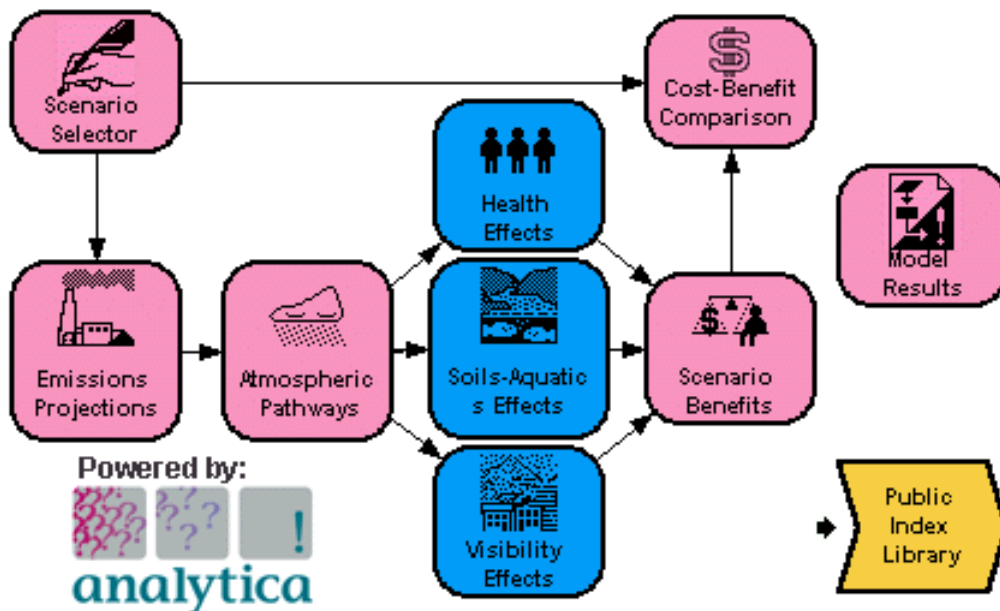 Scenario
Selector
Cost-Benefit
Comparison
Health
Effects
Model
Results
Emissions
Projections
Atmospheric
Pathways
Soils-Aquatic
s Effects
Scenario
Benefits
Powered by:
analytica
Visibility
Effects
Public
Index
Library